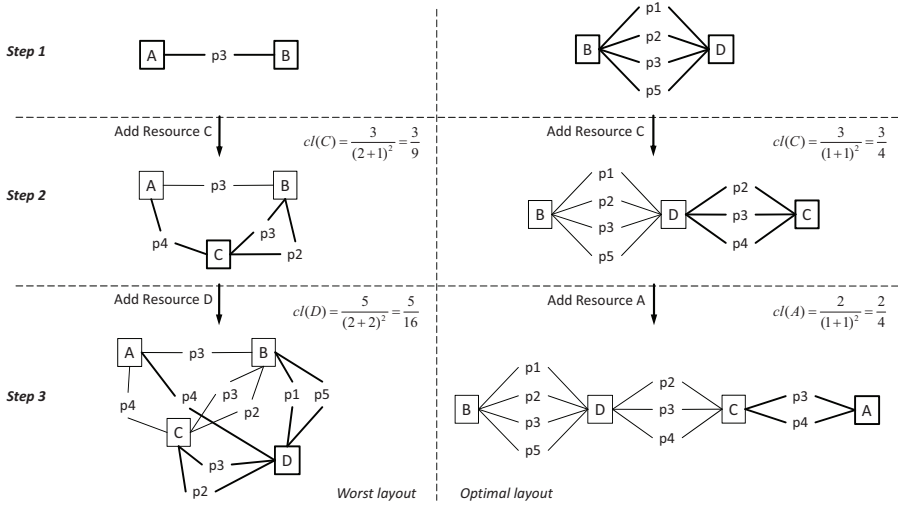 Step 1
A p3 B
p1
p2
B D
p3
p5
Add Resource C
cl(C) = 3/(2+1)² = 3/9
Add Resource C
cl(C) = 3/(1+1)² = 3/4
Step 2
A p3 B
p4
p3
C
p2
p1
p2
B p3 D
p5
p2
p3 C
p4
Add Resource D
cl(D) = 5/(2+2)² = 5/16
Add Resource A
cl(A) = 2/(1+1)² = 2/4
Step 3
A p3 B
p4 p4 p3 p1 p5
p2
C
p3 D
p2
p1
p2
B p3 D
p5
p2
p3 C
p4
p3
A
p4
Worst layout
Optimal layout